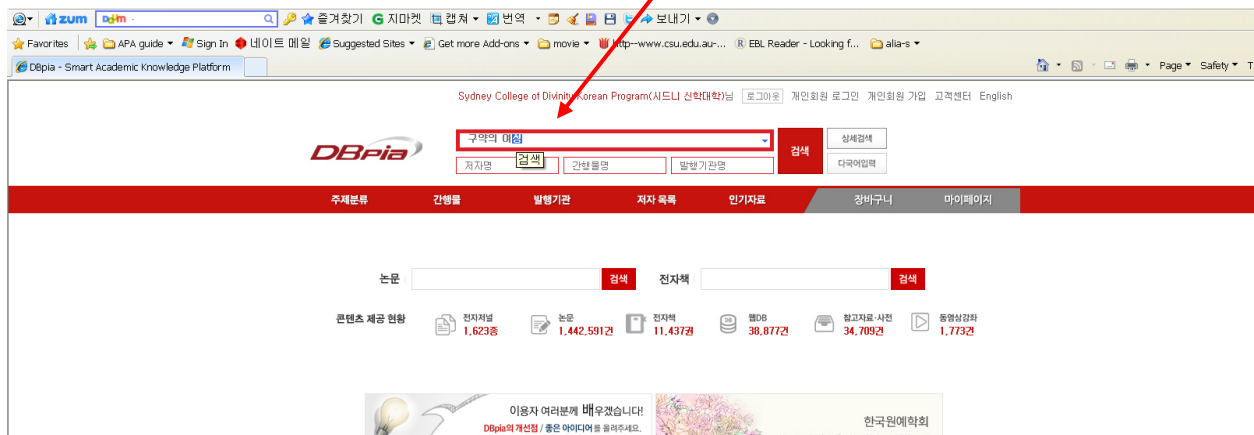 zum Daum 즐겨찾기 G 지마켓 캡쳐 번역 보내기
Favorites APA guide Sign In 네이트 메일 Suggested Sites Get more Add-ons movie http--www.csu.edu.au-... EBL Reader - Looking f... alia-s
DBpia - Smart Academic Knowledge Platform Page Safety T
Sydney College of Divinity Korean Program(시드니 신학대학)님 로그아웃 개인회원 로그인 개인회원 가입 고객센터 English
DBpia 구약의 여성 검색 상세검색
저자명 검색 간행물명 발행기관명 다국어입력
주제분류 간행물 발행기관 저자 목록 인기자료 장바구니 마이페이지
논문 검색 전자책 검색
콘텐츠 제공 현황 전자저널 논문 전자책 웹DB 참고자료·사전 동영상강좌
1,623종 1,442,591건 11,437권 38,877건 34,709건 1,773건
이용자 여러분께 배우겠습니다!
DBpia의 개선점 / 좋은 아이디어를 올려주세요.
한국원예학회